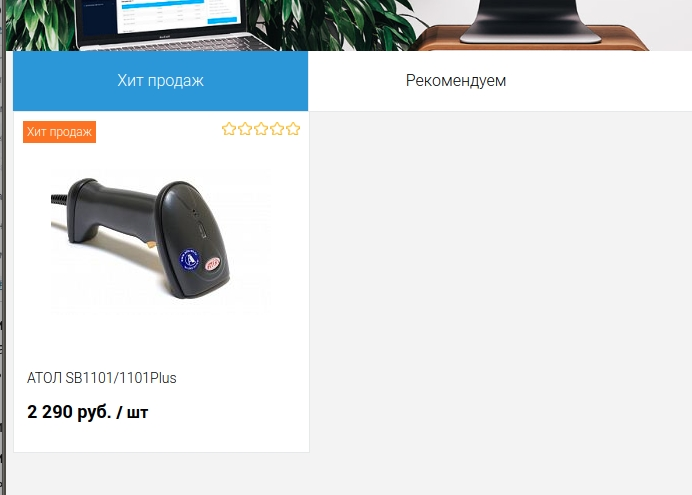 Хит продаж
Рекомендуем
Хит продаж
АТОЛ SB1101/1101Plus
2 290 руб. / шт